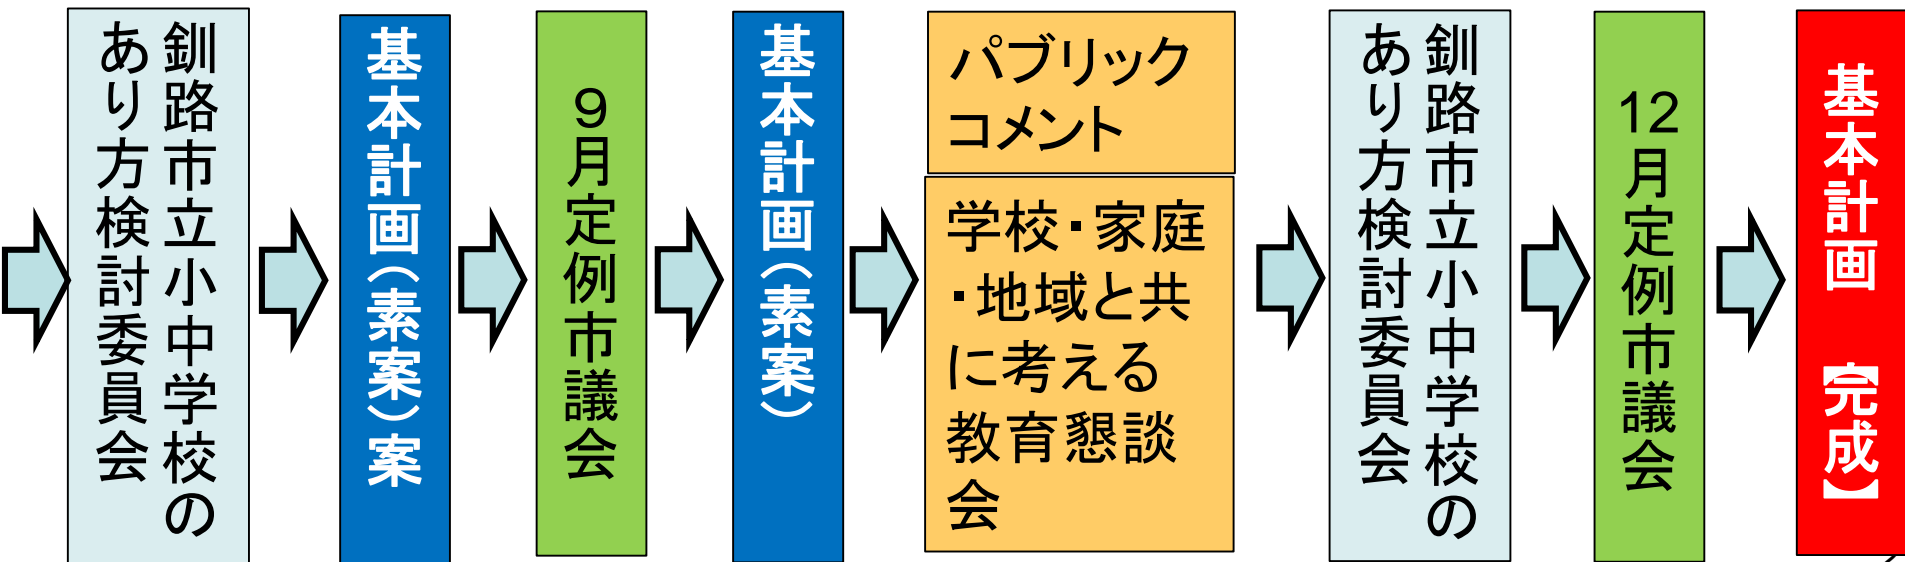 釧路市立小中学校の
あり方検討委員会
基本計画（素案）案
９月定例市議会
基本計画（素案）
パブリック
コメント
学校・家庭
・地域と共
に考える
教育懇談
会
釧路市立小中学校の
あり方検討委員会
12月定例市議会
基本計画　【完成】